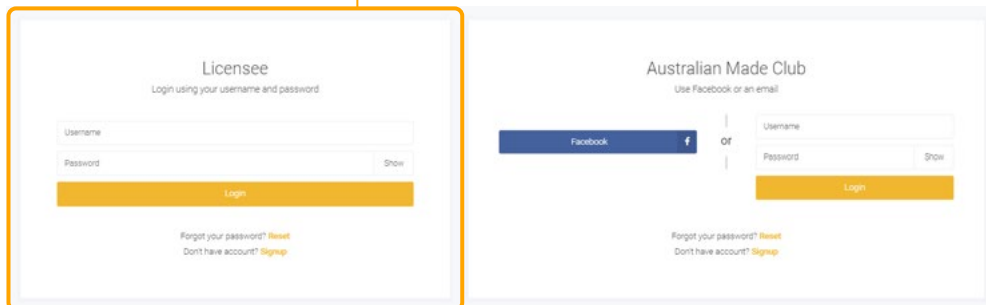 Licensee
Login using your username and password
Username
Password Show
Login
Forgot your password? Reset
Don't have account? Signup
Australian Made Club
Use Facebook or an email
Facebook f
or
Username
Password Show
Login
Forgot your password? Reset
Don't have account? Signup